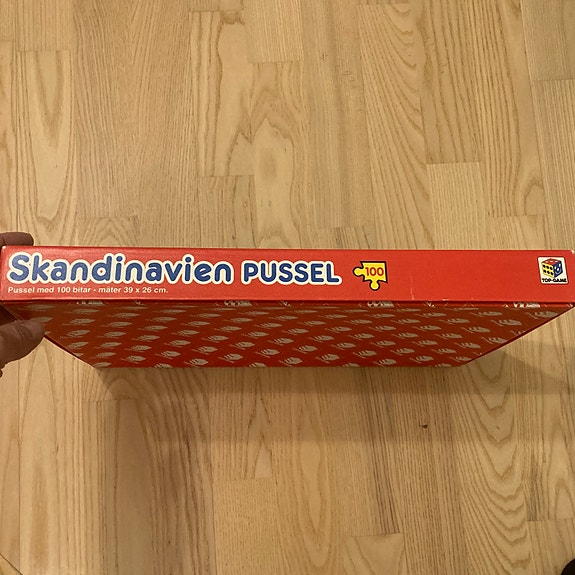 Skandinavien PUSSEL 100
Pussel med 100 bitar - mäter 39 x 26 cm.
TOP-GAME